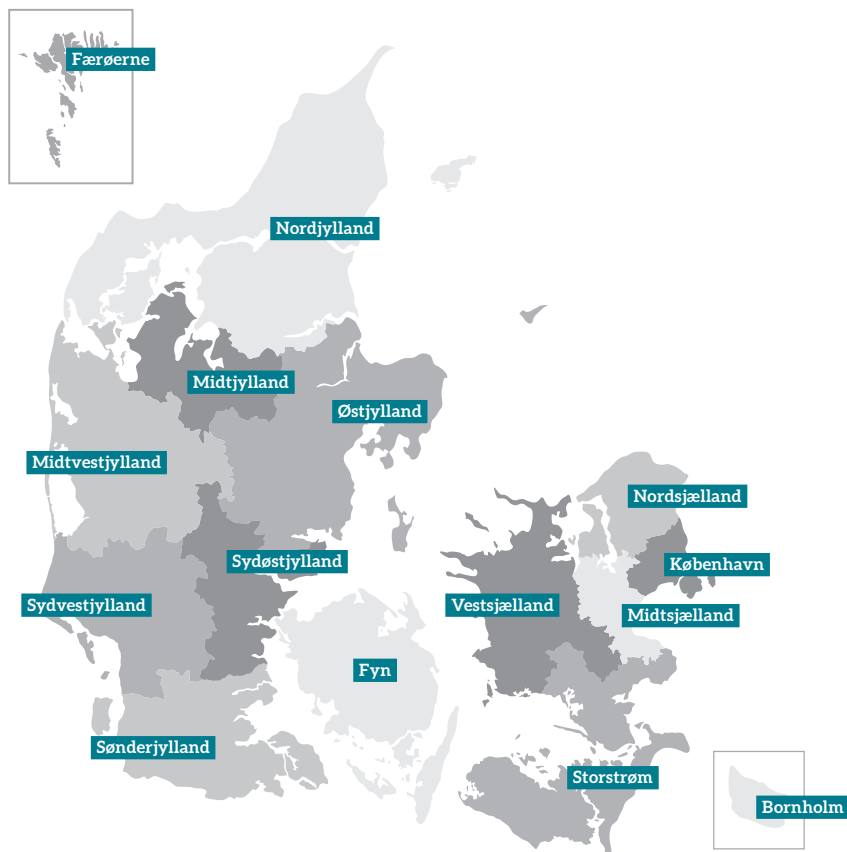 Færøerne
Nordjylland
Midtjylland
Østjylland
Midtvestjylland
Nordsjælland
Sydøstjylland
København
Sydvestjylland
Vestsjælland
Midtsjælland
Fyn
Sønderjylland
Storstrøm
Bornholm